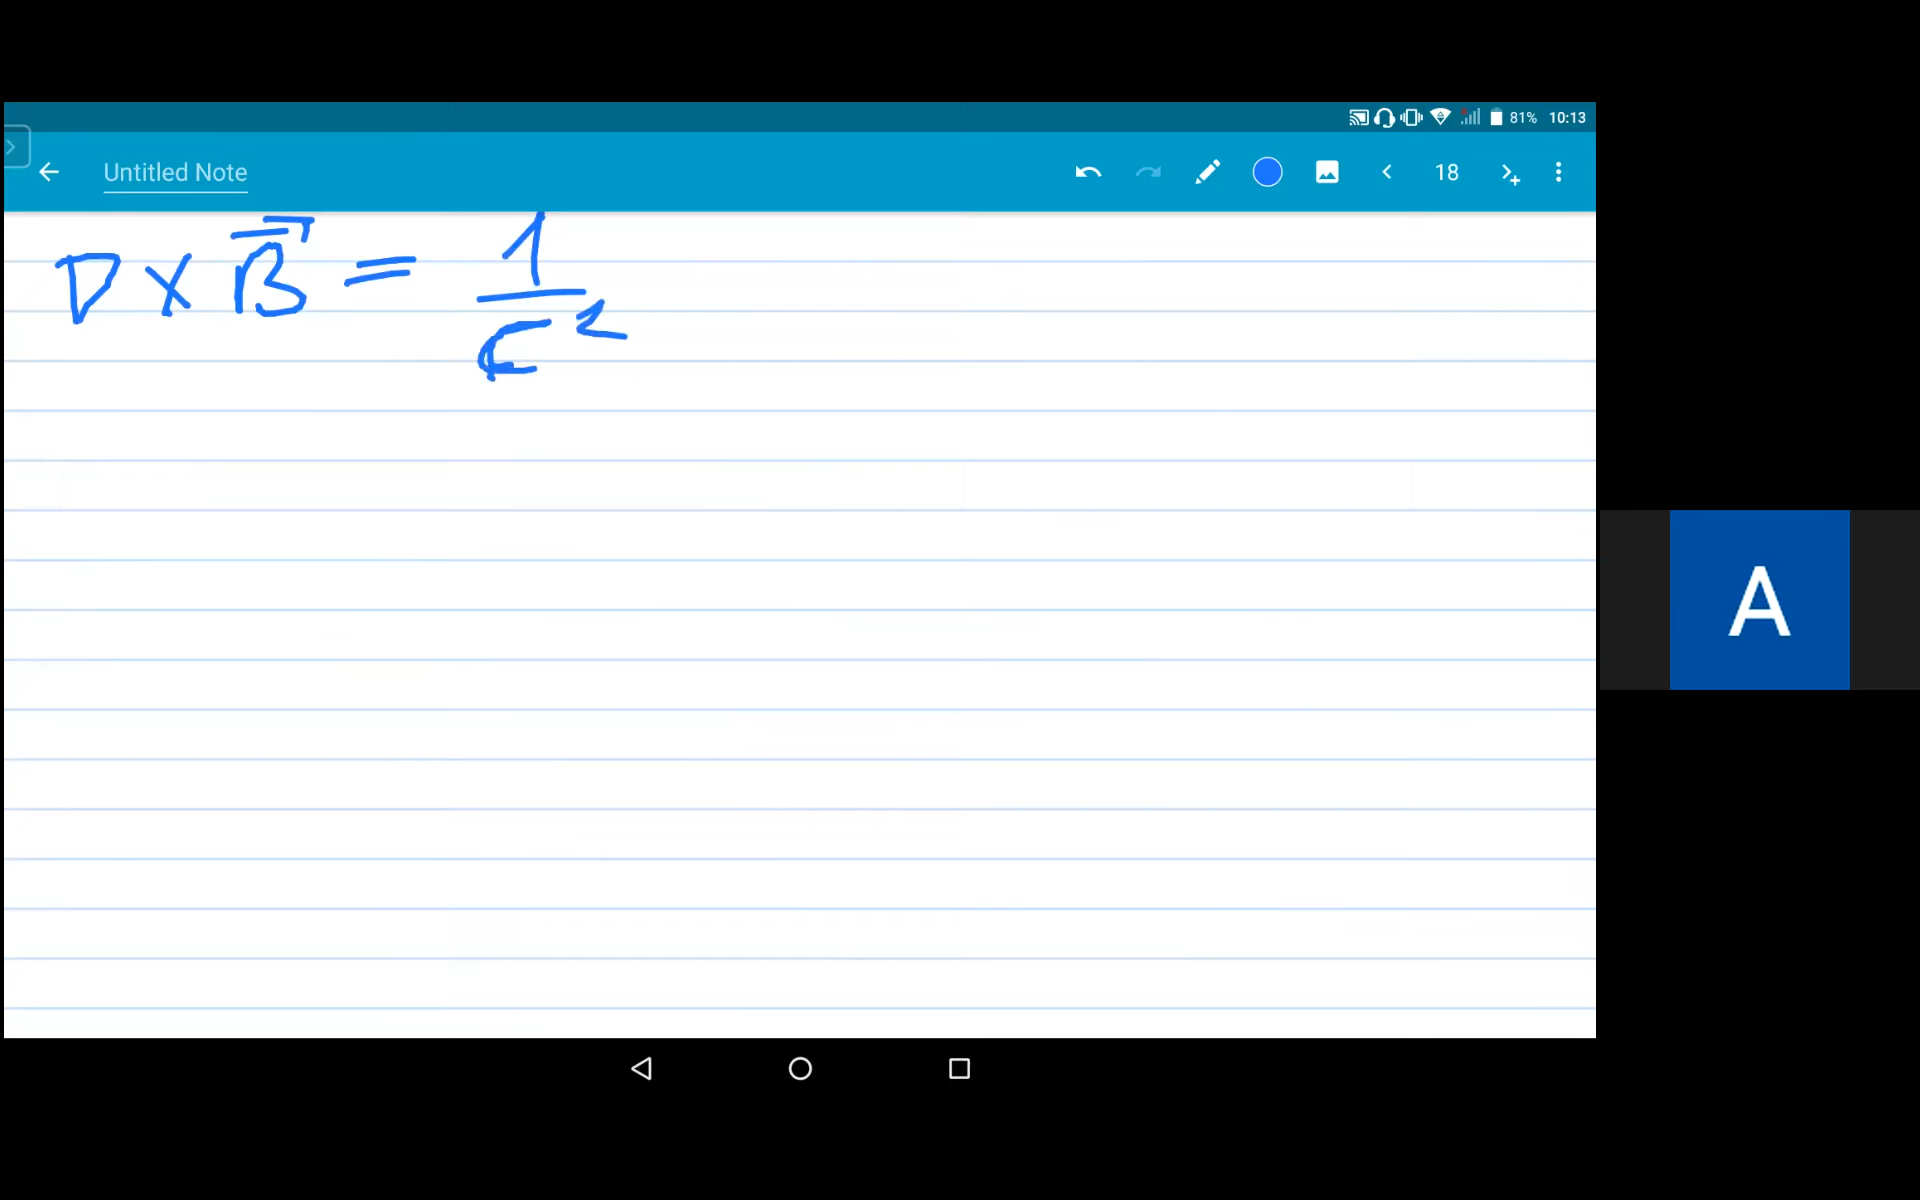 81% 10:13
Untitled Note 18
∇ × B⃗ = 1/c²
A